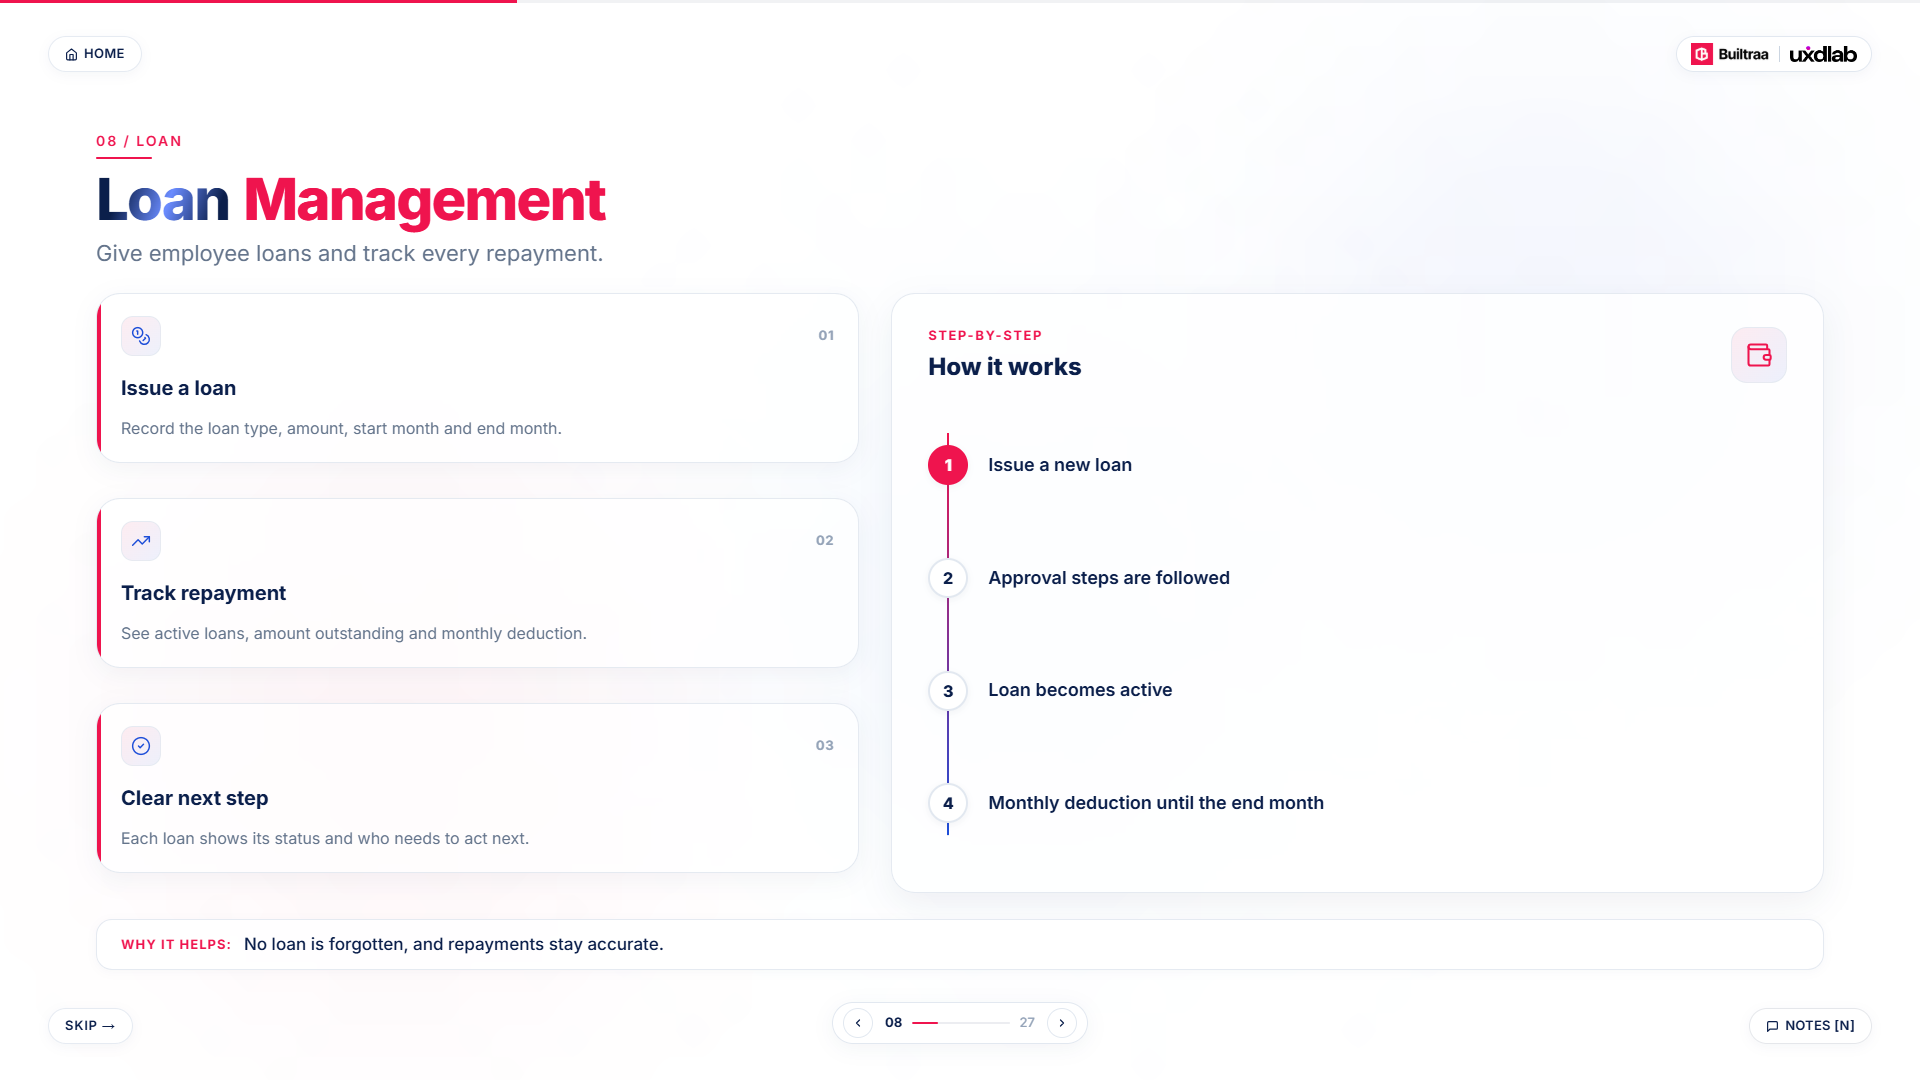 HOME
Builtraa
uxdlab
08 / LOAN
Loan Management
Give employee loans and track every repayment.
01
Issue a loan
Record the loan type, amount, start month and end month.
02
Track repayment
See active loans, amount outstanding and monthly deduction.
03
Clear next step
Each loan shows its status and who needs to act next.
STEP-BY-STEP
How it works
1 Issue a new loan
2 Approval steps are followed
3 Loan becomes active
4 Monthly deduction until the end month
WHY IT HELPS: No loan is forgotten, and repayments stay accurate.
SKIP →
08 27
NOTES [N]